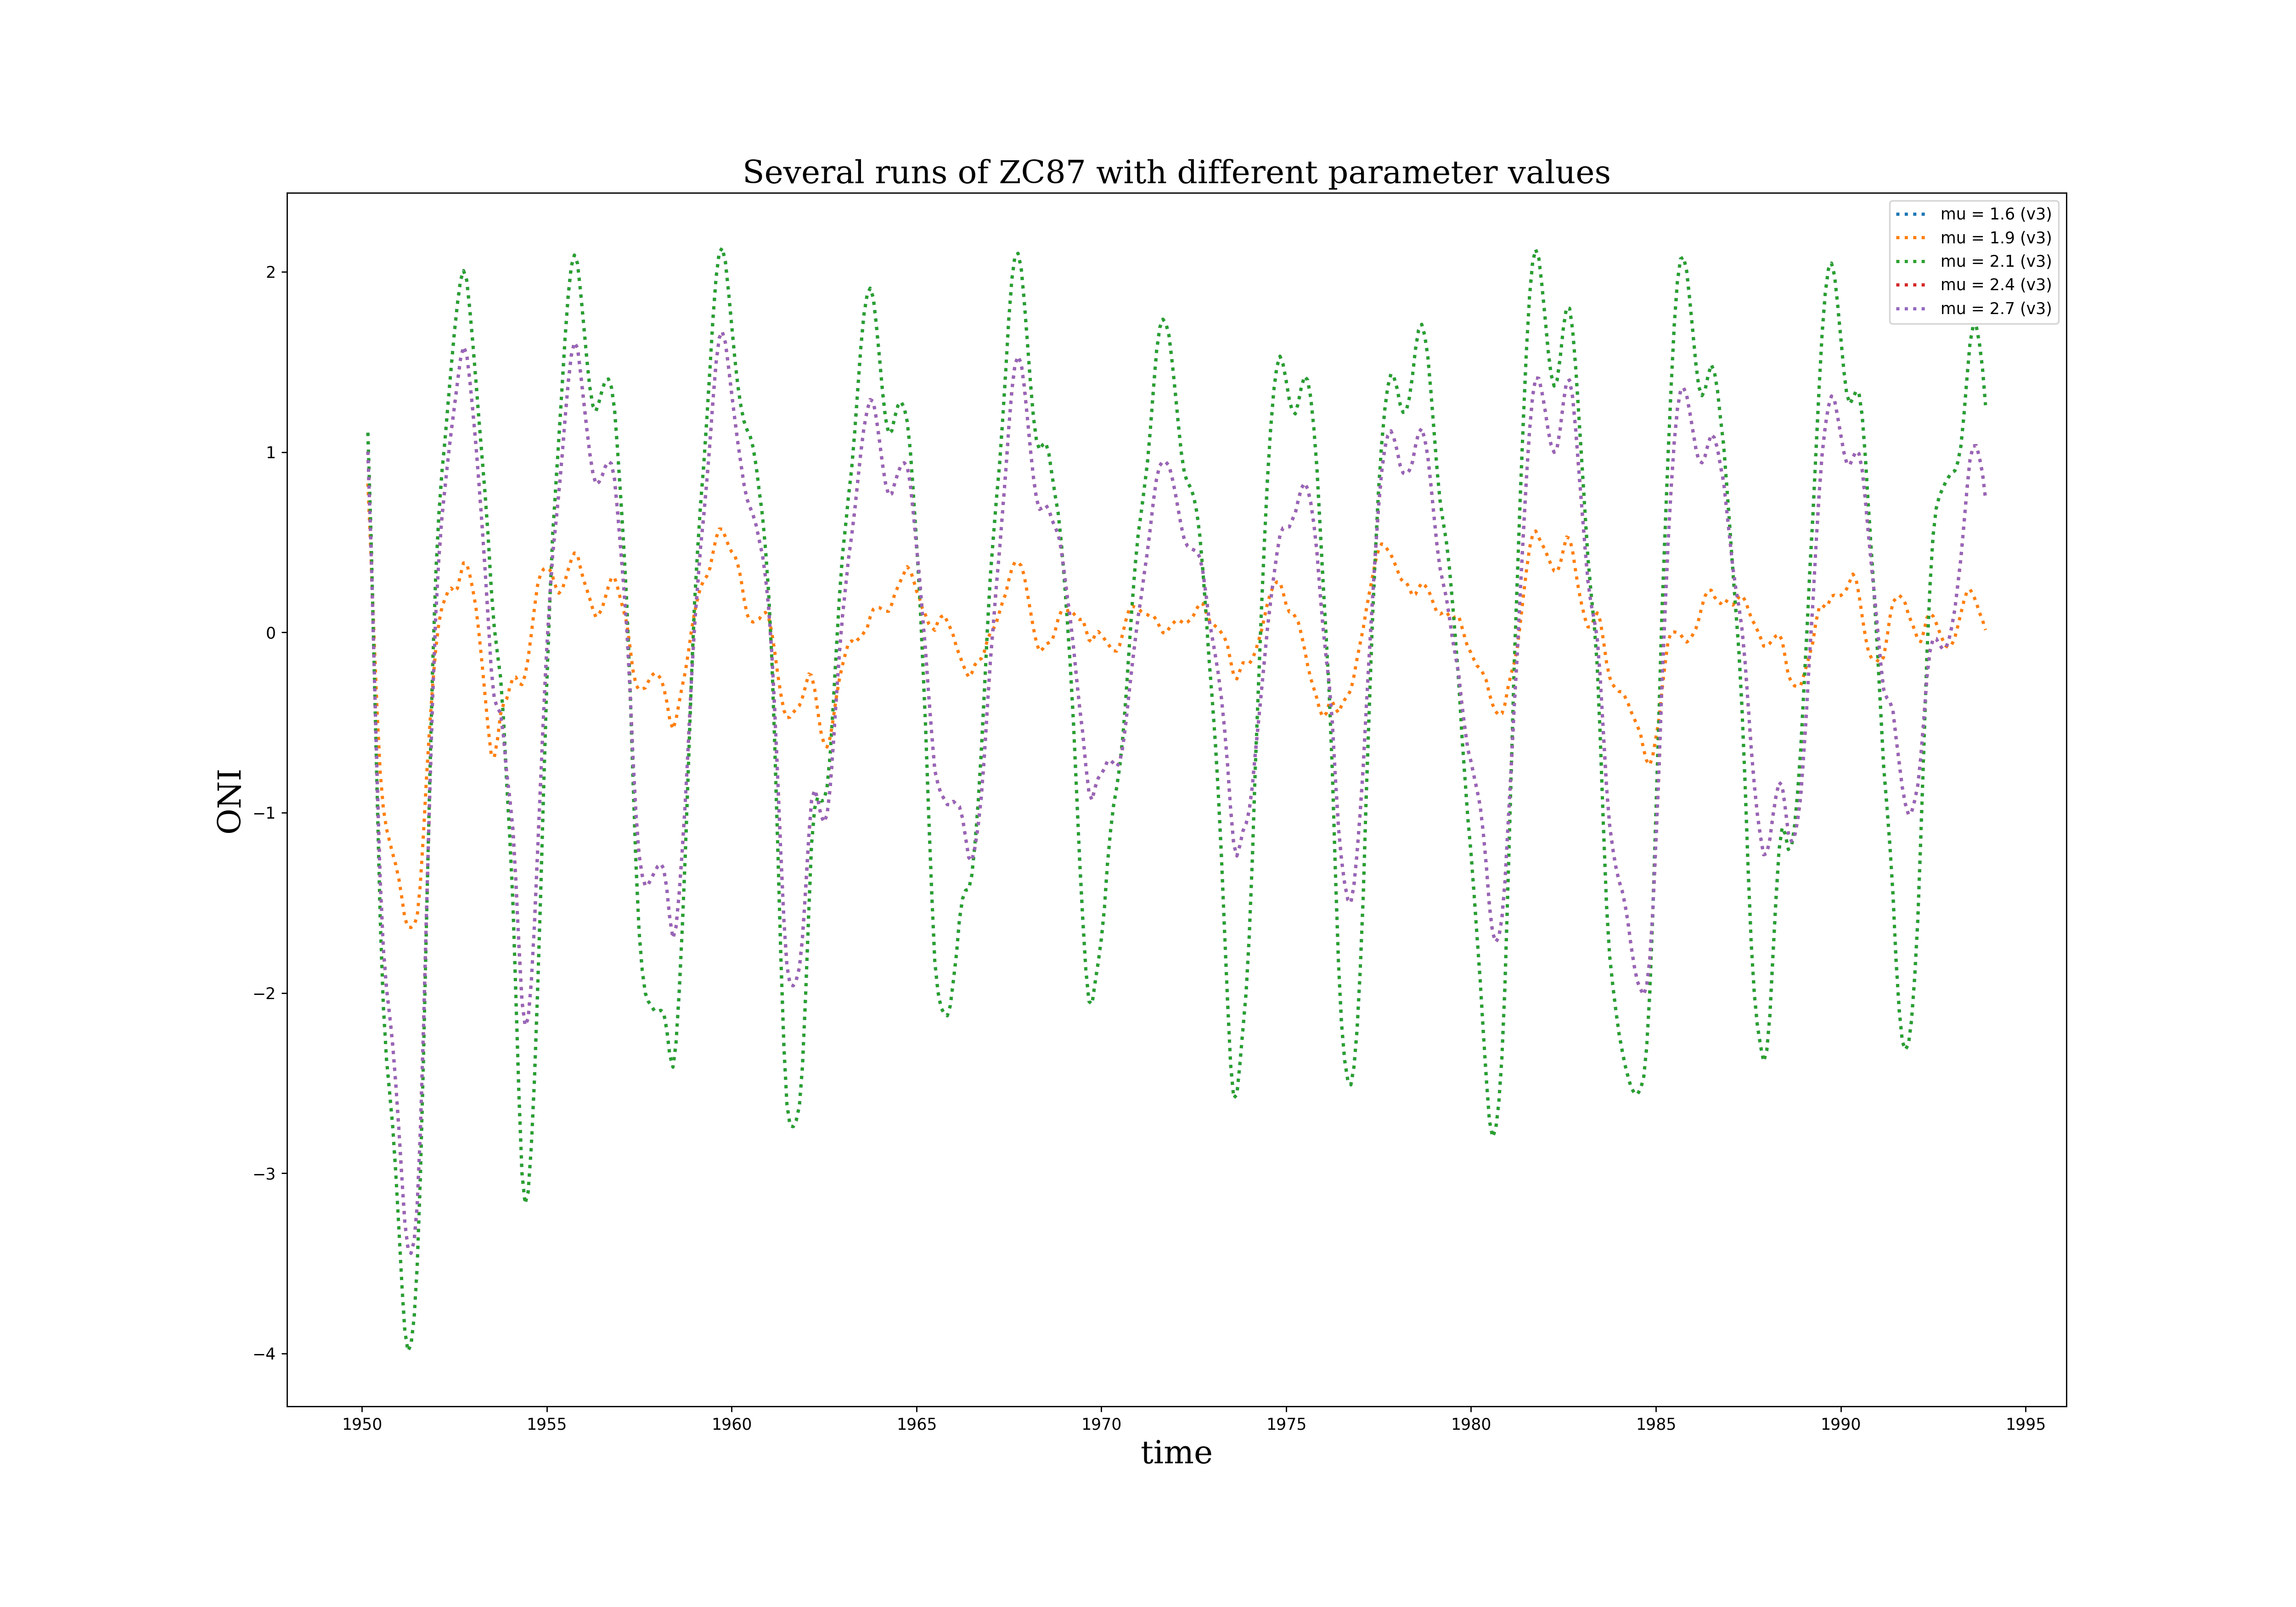 Several runs of ZC87 with different parameter values
mu = 1.6 (v3)
mu = 1.9 (v3)
mu = 2.1 (v3)
mu = 2.4 (v3)
mu = 2.7 (v3)
2
1
0
−1
−2
−3
−4
ONI
1950 1955 1960 1965 1970 1975 1980 1985 1990 1995
time